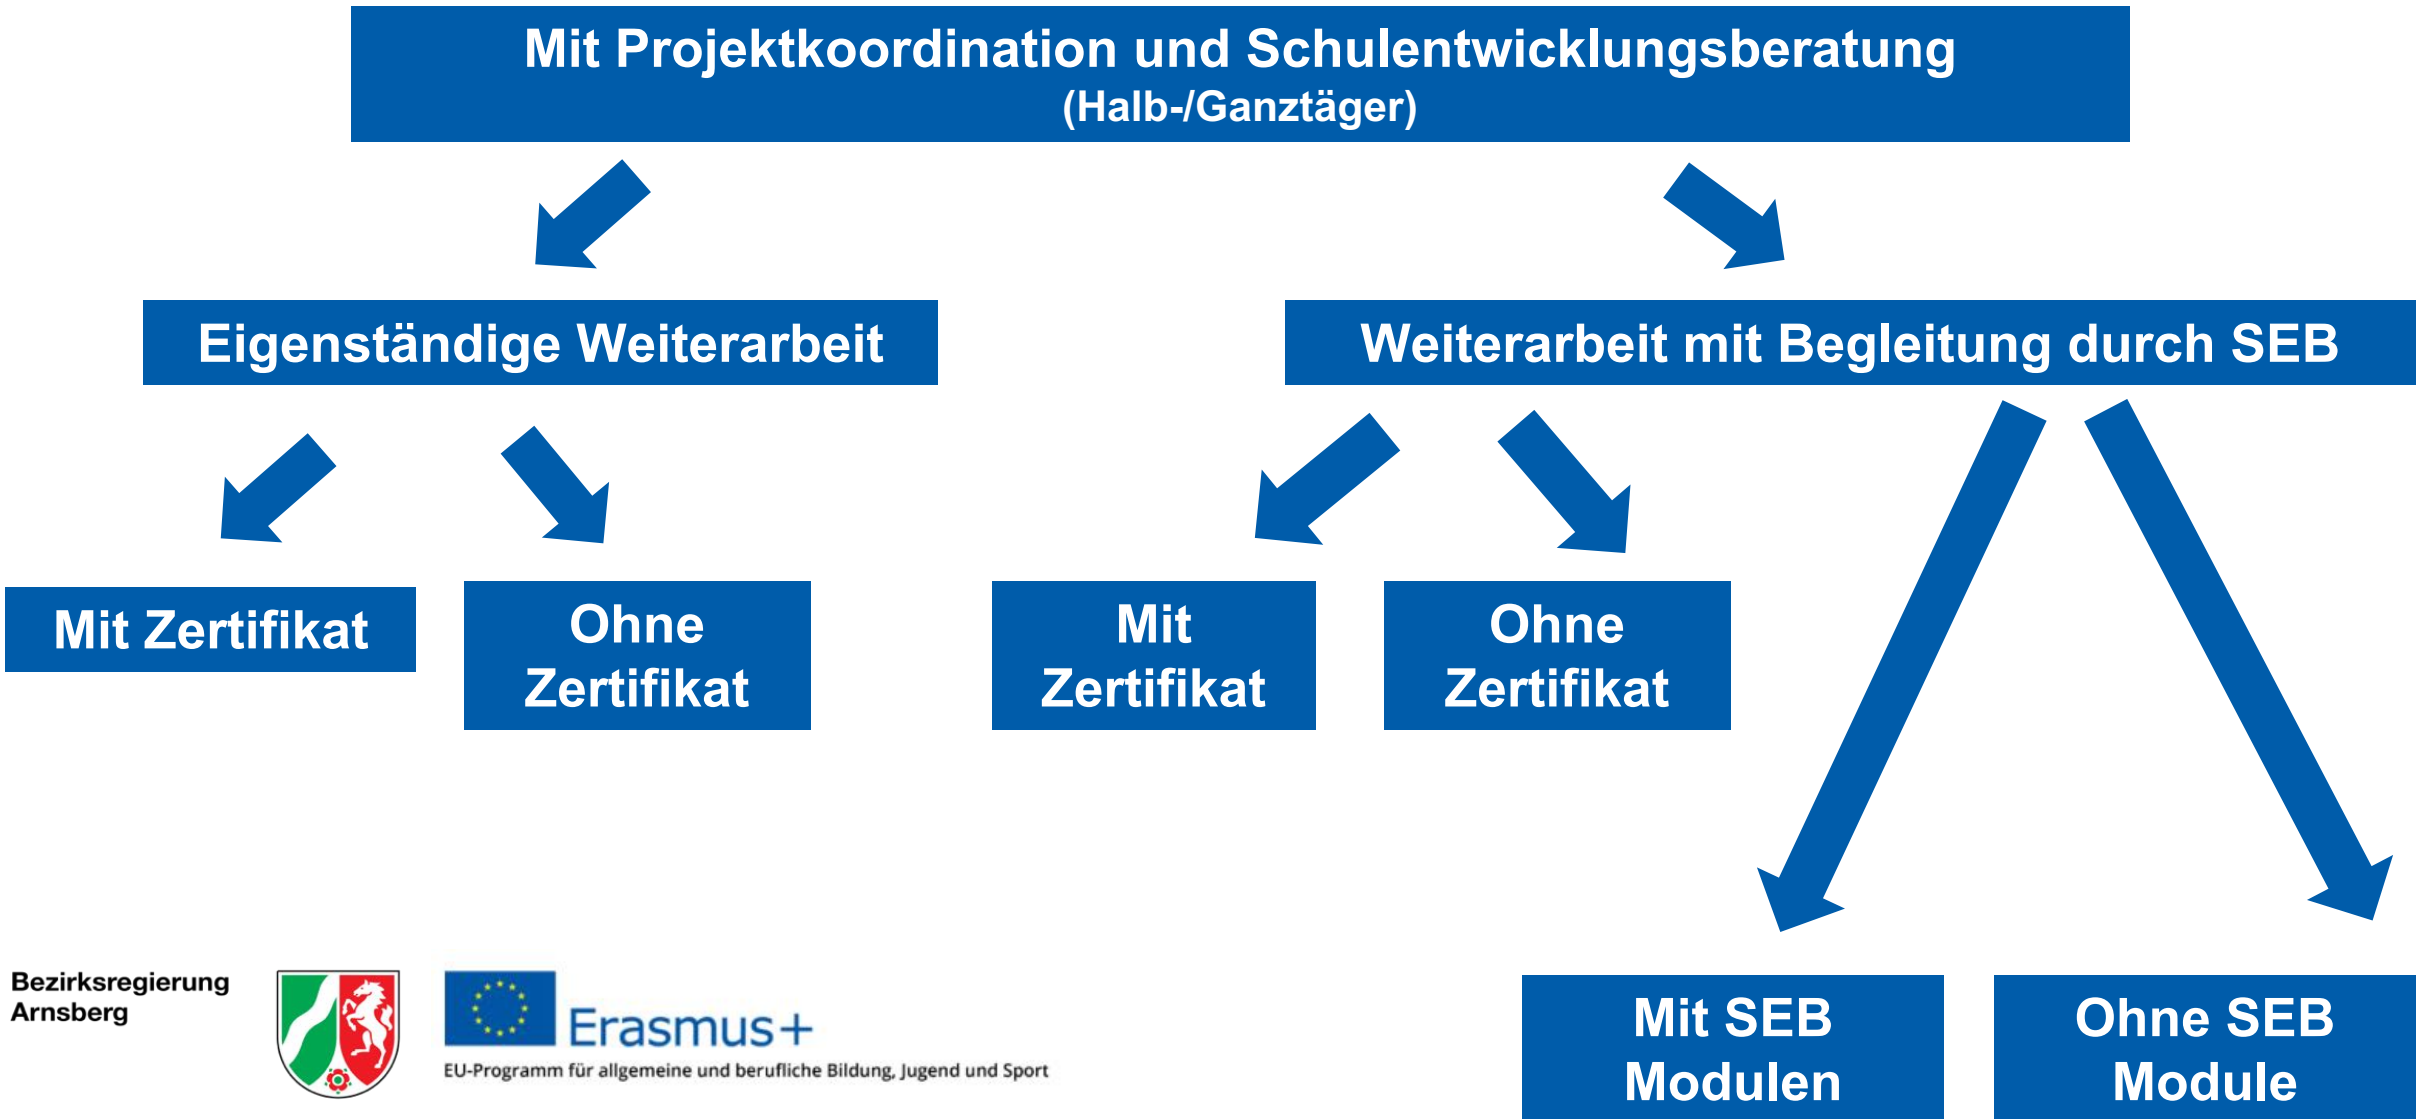 Mit Projektkoordination und Schulentwicklungsberatung
(Halb-/Ganztäger)
Eigenständige Weiterarbeit
Weiterarbeit mit Begleitung durch SEB
Mit Zertifikat
Ohne
Zertifikat
Mit
Zertifikat
Ohne
Zertifikat
Mit SEB
Modulen
Ohne SEB
Module
Bezirksregierung
Arnsberg
Erasmus+
EU-Programm für allgemeine und berufliche Bildung, Jugend und Sport